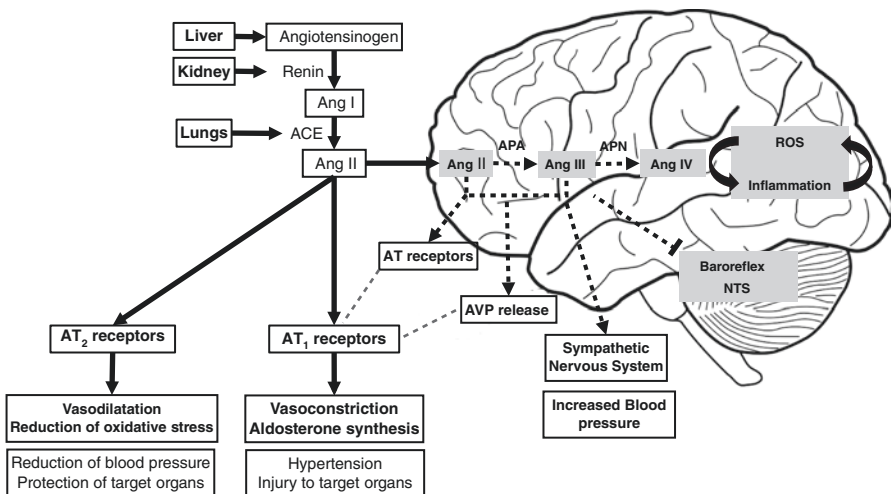 Liver
Angiotensinogen
Kidney
Renin
Ang I
Lungs
ACE
Ang II
Ang II
APA
Ang III
APN
Ang IV
ROS
Inflammation
AT receptors
Baroreflex
NTS
AVP release
AT2 receptors
AT1 receptors
Sympathetic
Nervous System
Vasodilatation
Reduction of oxidative stress
Vasoconstriction
Aldosterone synthesis
Increased Blood
pressure
Reduction of blood pressure
Protection of target organs
Hypertension
Injury to target organs